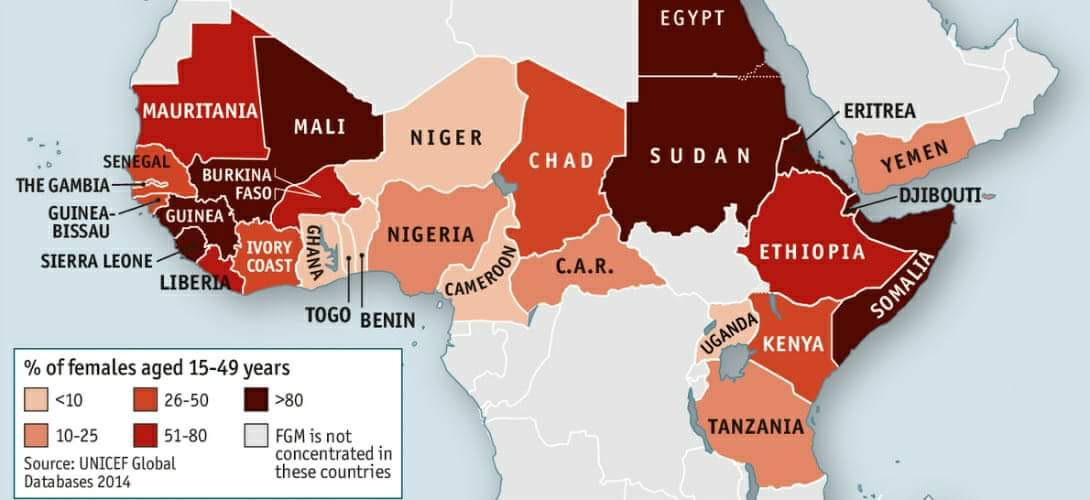 EGYPT
MAURITANIA
MALI
NIGER
CHAD
SUDAN
ERITREA
YEMEN
SENEGAL
THE GAMBIA
BURKINA
FASO
DJIBOUTI
GUINEA-
BISSAU
GUINEA
NIGERIA
ETHIOPIA
SIERRA LEONE
IVORY
COAST
GHANA
CAMEROON
C.A.R.
SOMALIA
LIBERIA
TOGO
BENIN
UGANDA
KENYA
TANZANIA
% of females aged 15-49 years
<10
26-50
>80
10-25
51-80
FGM is not
concentrated in
these countries
Source: UNICEF Global
Databases 2014